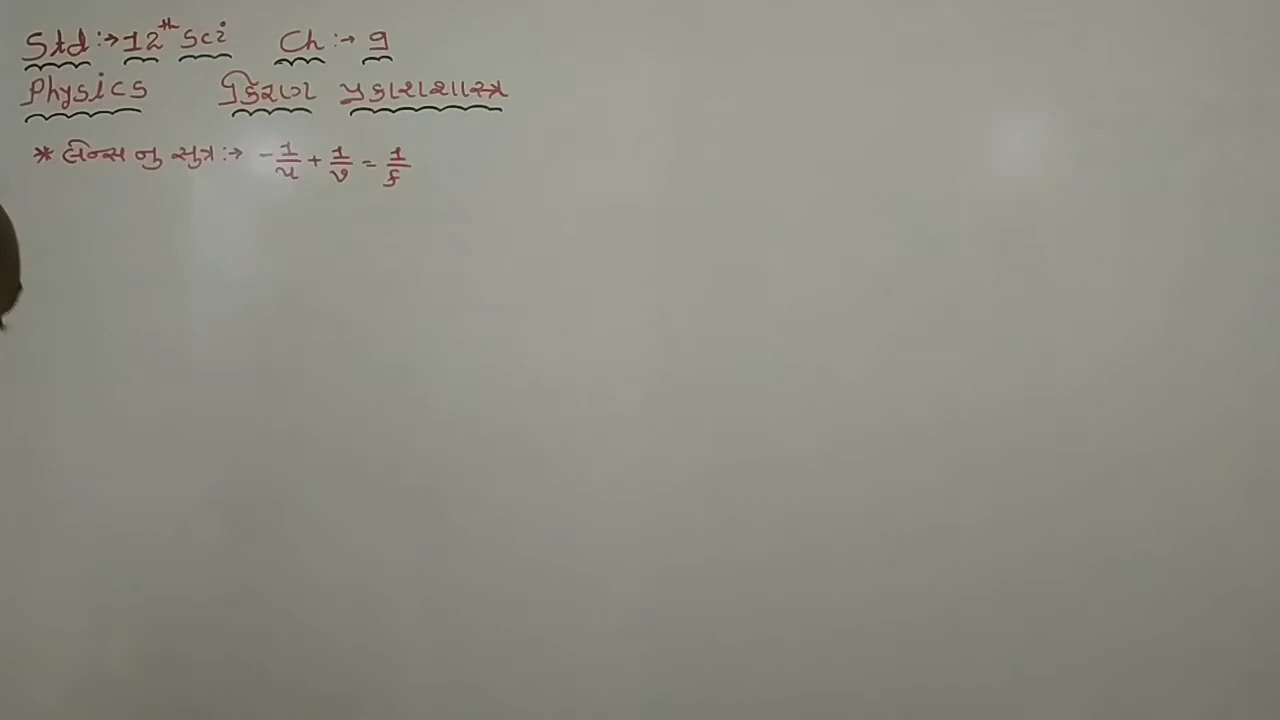 Std :→ 12th Sci Ch :→ 9
Physics કિરણ પ્રકાશશાસ્ત્ર
* લેન્સ નુ સુત્ર :→ -1/u + 1/v = 1/f